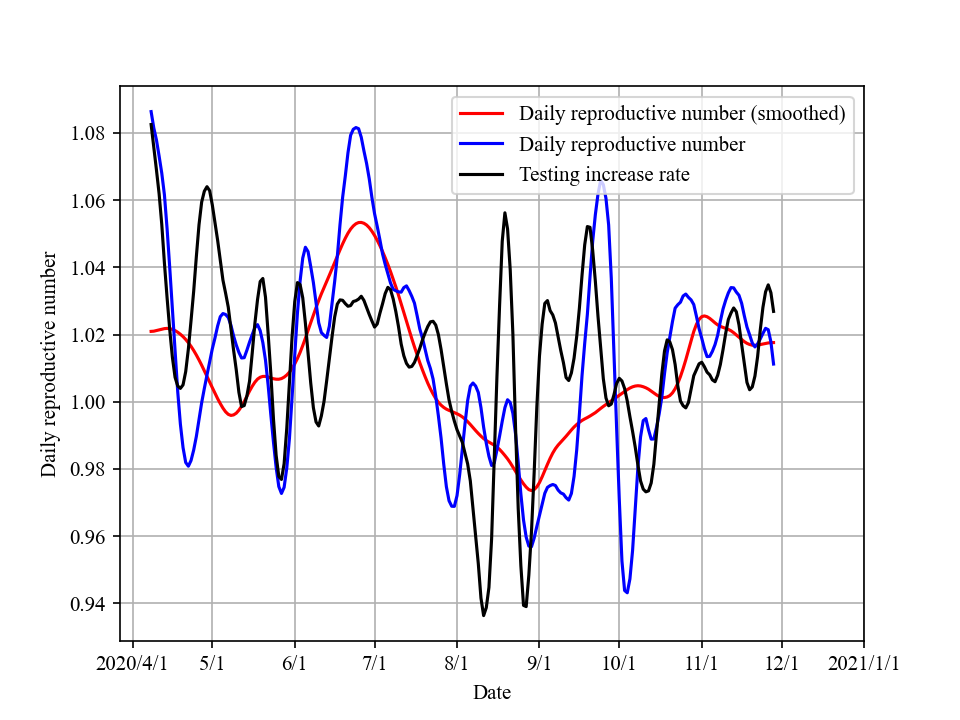 Daily reproductive number (smoothed)
Daily reproductive number
Testing increase rate
Daily reproductive number
1.08
1.06
1.04
1.02
1.00
0.98
0.96
0.94
2020/4/1 5/1 6/1 7/1 8/1 9/1 10/1 11/1 12/1 2021/1/1
Date